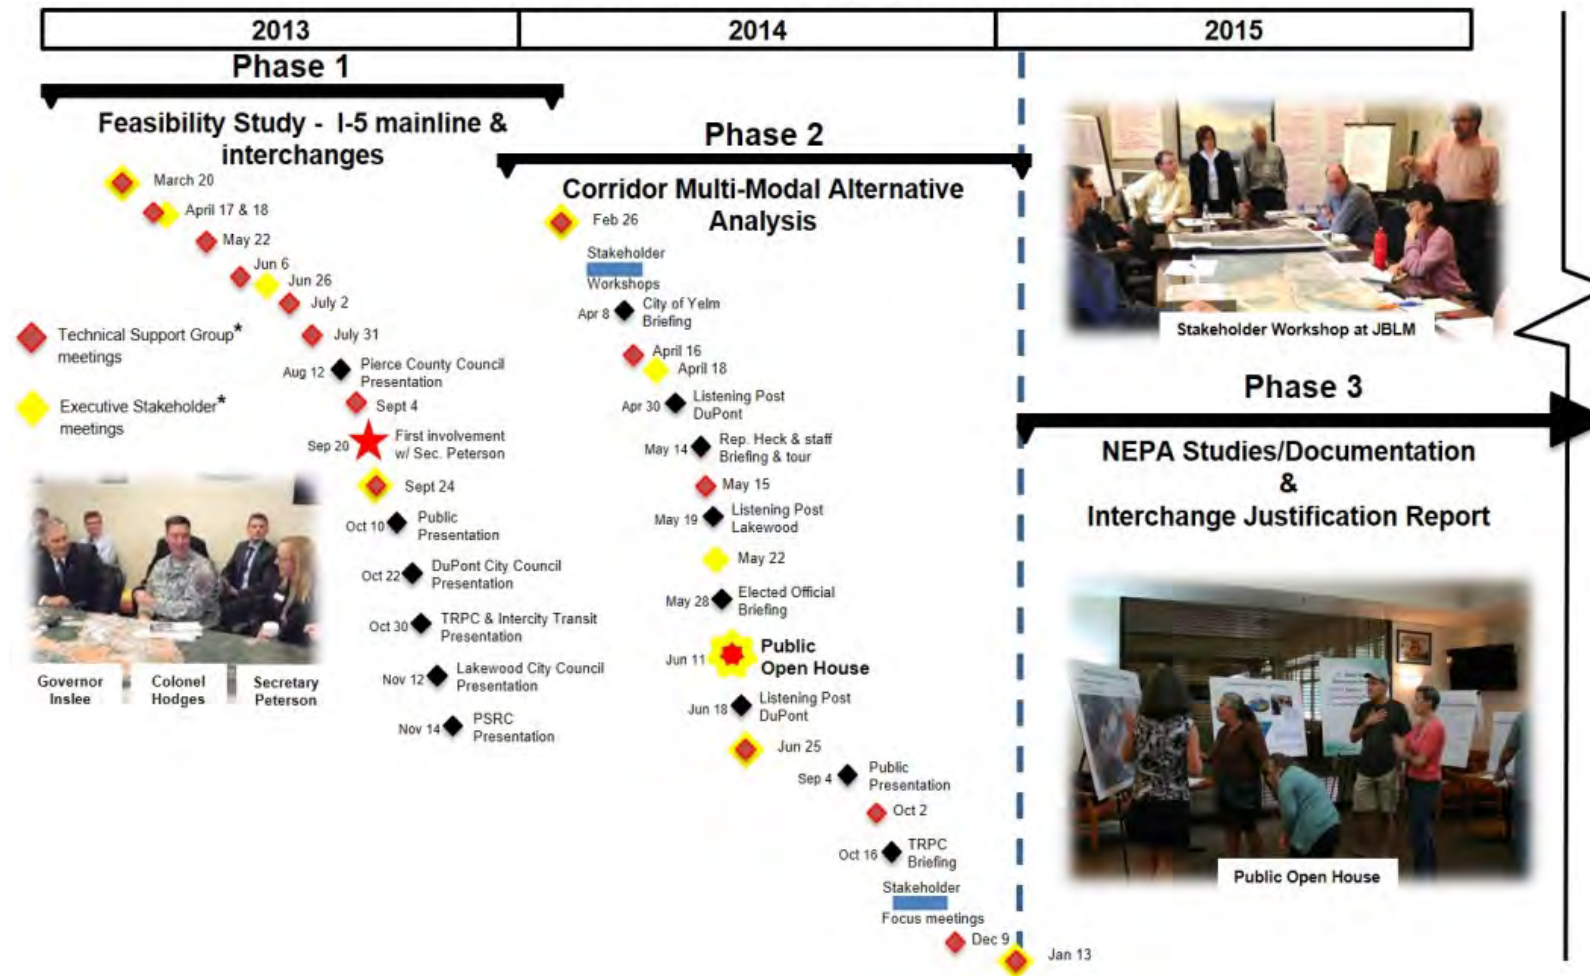 2013
2014
2015
Phase 1
Feasibility Study - I-5 mainline &
interchanges
March 20
April 17 & 18
May 22
Jun 6
Jun 26
July 2
July 31
Technical Support Group*
meetings
Executive Stakeholder*
meetings
Aug 12
Pierce County Council
Presentation
Sept 4
Sep 20
First involvement
w/ Sec. Peterson
Sept 24
Oct 10
Public
Presentation
Oct 22
DuPont City Council
Presentation
Oct 30
TRPC & Intercity Transit
Presentation
Nov 12
Lakewood City Council
Presentation
Nov 14
PSRC
Presentation
Governor
Inslee
Colonel
Hodges
Secretary
Peterson
Phase 2
Corridor Multi-Modal Alternative
Analysis
Feb 26
Stakeholder
Workshops
Apr 8
City of Yelm
Briefing
April 16
April 18
Apr 30
Listening Post
DuPont
May 14
Rep. Heck & staff
Briefing & tour
May 15
May 19
Listening Post
Lakewood
May 22
May 28
Elected Official
Briefing
Jun 11
Public
Open House
Jun 18
Listening Post
DuPont
Jun 25
Sep 4
Public
Presentation
Oct 2
Oct 16
TRPC
Briefing
Stakeholder
Focus meetings
Dec 9
Jan 13
Stakeholder Workshop at JBLM
Phase 3
NEPA Studies/Documentation
&
Interchange Justification Report
Public Open House